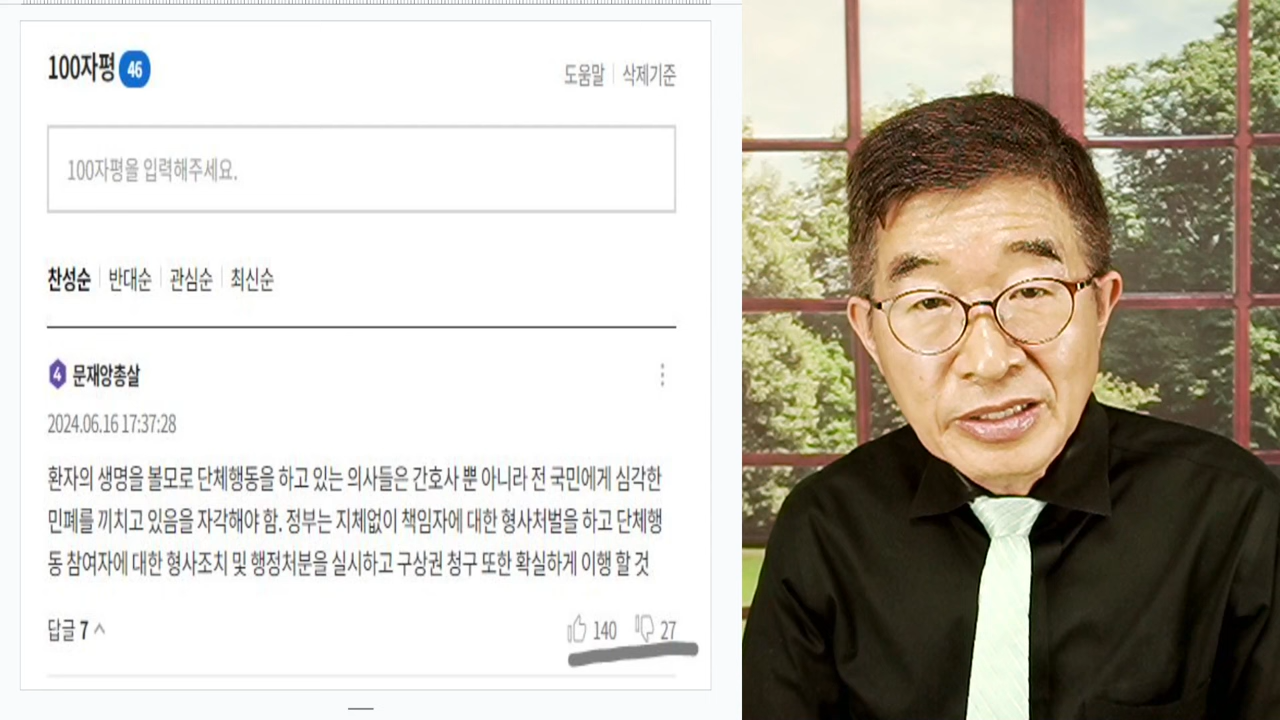 100자평 46
도움말 | 삭제기준
100자평을 입력해주세요.
찬성순 | 반대순 | 관심순 | 최신순
4 문재앙총살
2024.06.16 17:37:28
환자의 생명을 볼모로 단체행동을 하고 있는 의사들은 간호사 뿐 아니라 전 국민에게 심각한
민폐를 끼치고 있음을 자각해야 함. 정부는 지체없이 책임자에 대한 형사처벌을 하고 단체행
동 참여자에 대한 형사조치 및 행정처분을 실시하고 구상권 청구 또한 확실하게 이행 할 것
답글 7
140 27